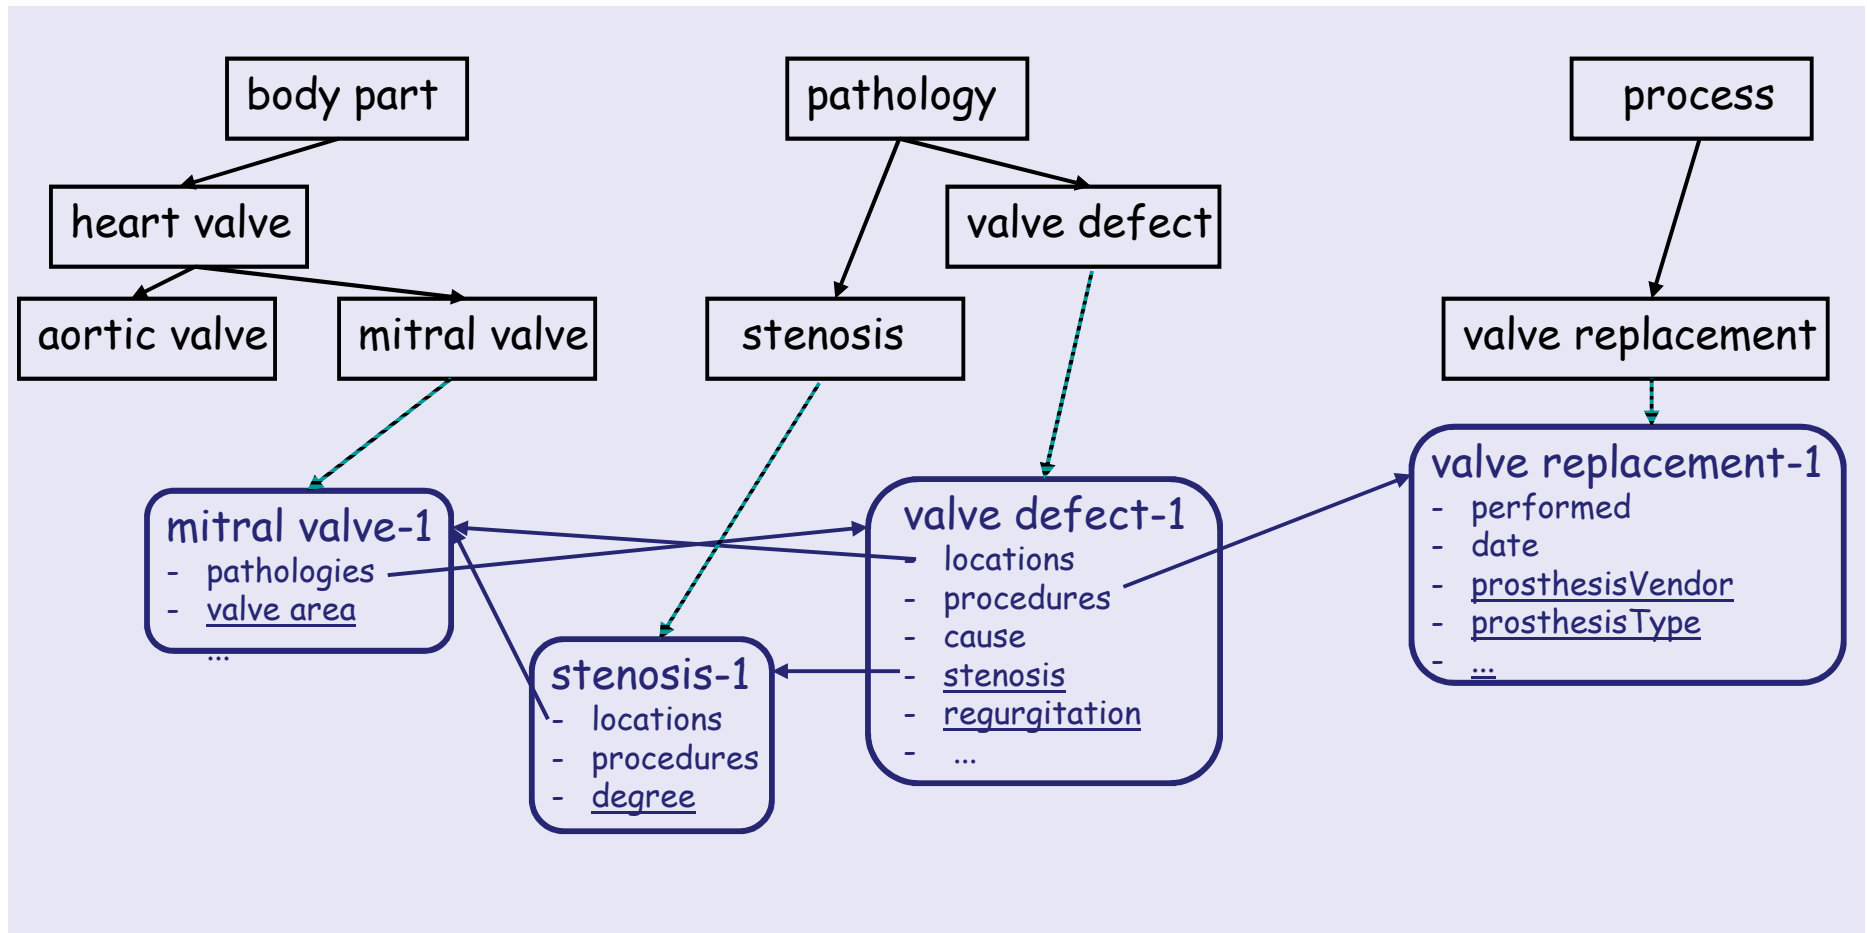 body part
pathology
process
heart valve
valve defect
aortic valve
mitral valve
stenosis
valve replacement
mitral valve-1
- pathologies
- valve area
...
stenosis-1
- locations
- procedures
- degree
valve defect-1
- locations
- procedures
- cause
- stenosis
- regurgitation
- ...
valve replacement-1
- performed
- date
- prosthesisVendor
- prosthesisType
- ...